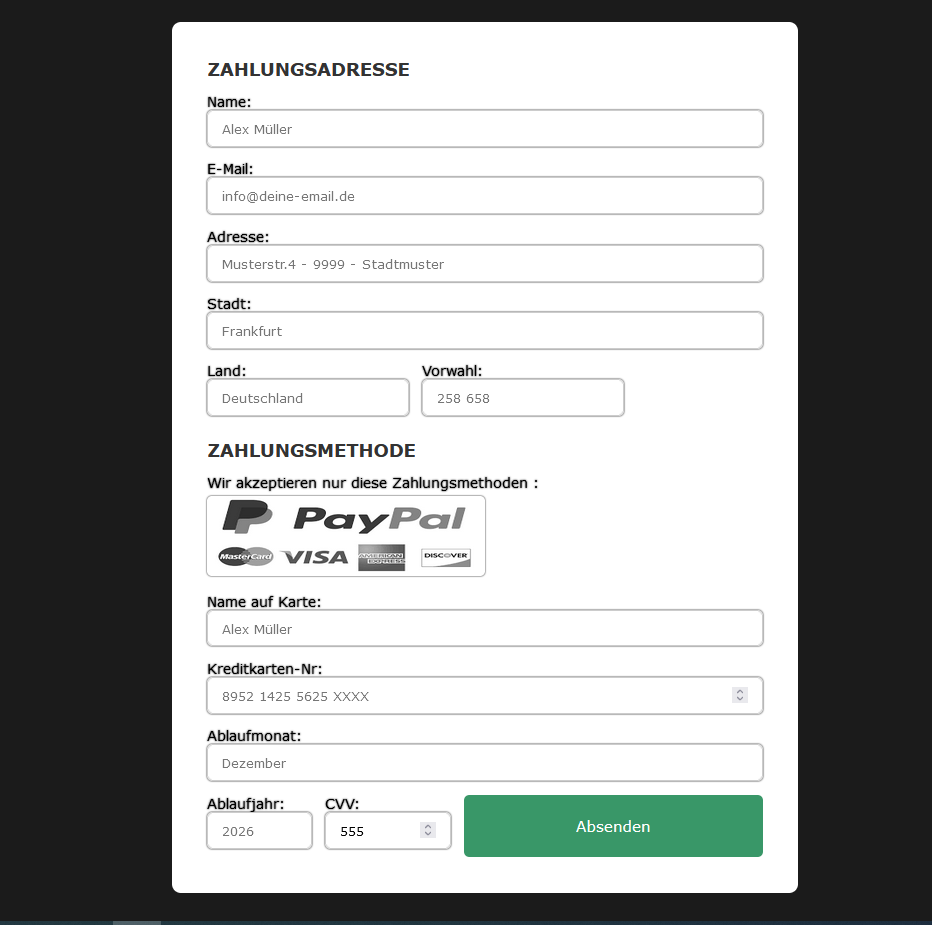 ZAHLUNGSADRESSE
Name:
Alex Müller
E-Mail:
info@deine-email.de
Adresse:
Musterstr.4 - 9999 - Stadtmuster
Stadt:
Frankfurt
Land: Vorwahl:
Deutschland 258 658
ZAHLUNGSMETHODE
Wir akzeptieren nur diese Zahlungsmethoden :
PayPal
MasterCard VISA AMERICAN EXPRESS DISCOVER
Name auf Karte:
Alex Müller
Kreditkarten-Nr:
8952 1425 5625 XXXX
Ablaufmonat:
Dezember
Ablaufjahr: CVV:
2026 555 Absenden